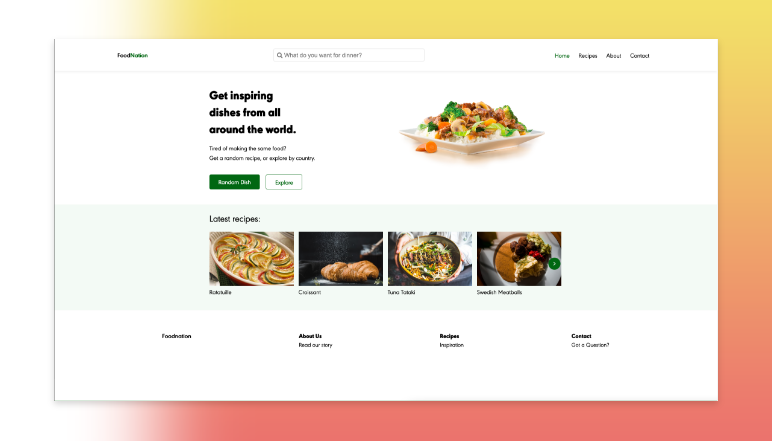 FoodNation
What do you want for dinner?
Home Recipes About Contact
Get inspiring
dishes from all
around the world.
Tired of making the same food?
Get a random recipe, or explore by country.
Random Dish Explore
Latest recipes:
Ratatuille Croissant Tuna Tataki Swedish Meatballs
Foodnation About Us Recipes Contact
Read our story Inspiration Got a Question?